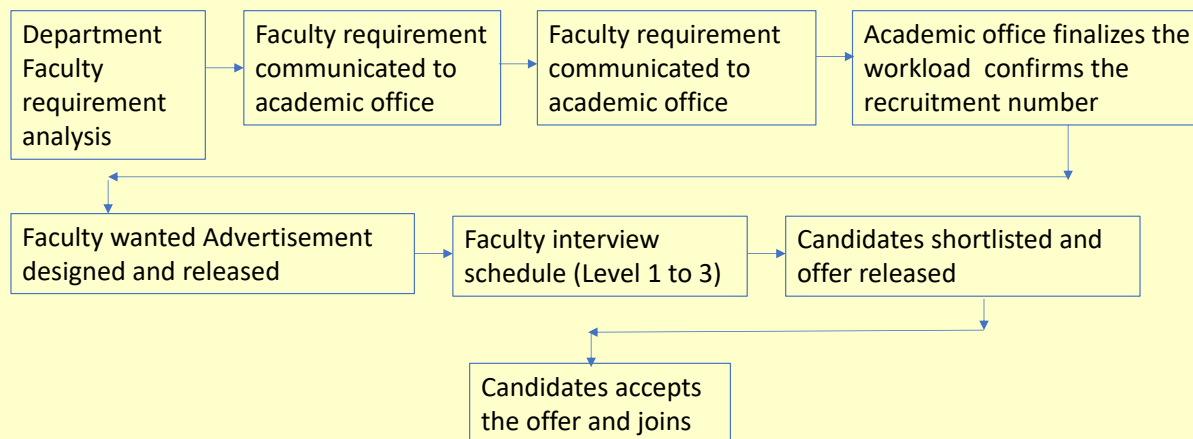 Department
Faculty
requirement
analysis
Faculty requirement
communicated to
academic office
Faculty requirement
communicated to
academic office
Academic office finalizes the
workload  confirms the
recruitment number
Faculty wanted Advertisement
designed and released
Faculty interview
schedule (Level 1 to 3)
Candidates shortlisted and
offer released
Candidates accepts
the offer and joins